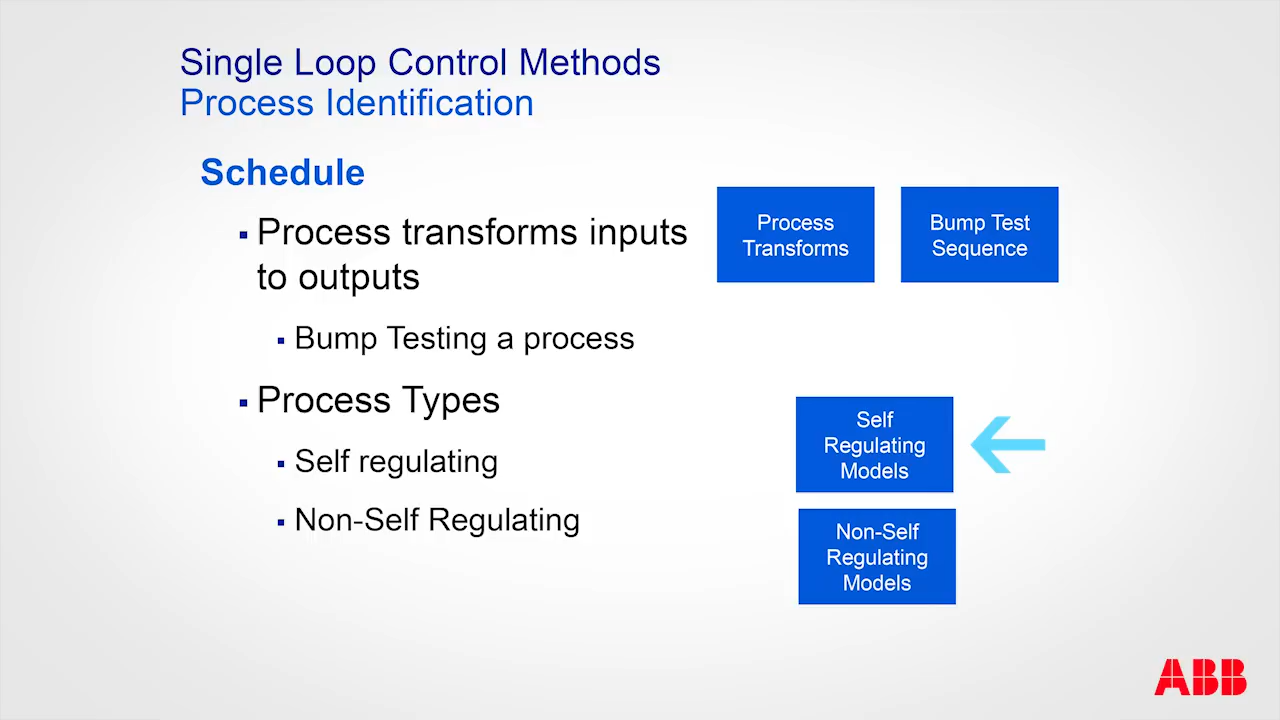 Single Loop Control Methods
Process Identification
Schedule
Process transforms inputs
to outputs
Bump Testing a process
Process Types
Self regulating
Non-Self Regulating
Process
Transforms
Bump Test
Sequence
Self
Regulating
Models
Non-Self
Regulating
Models
ABB